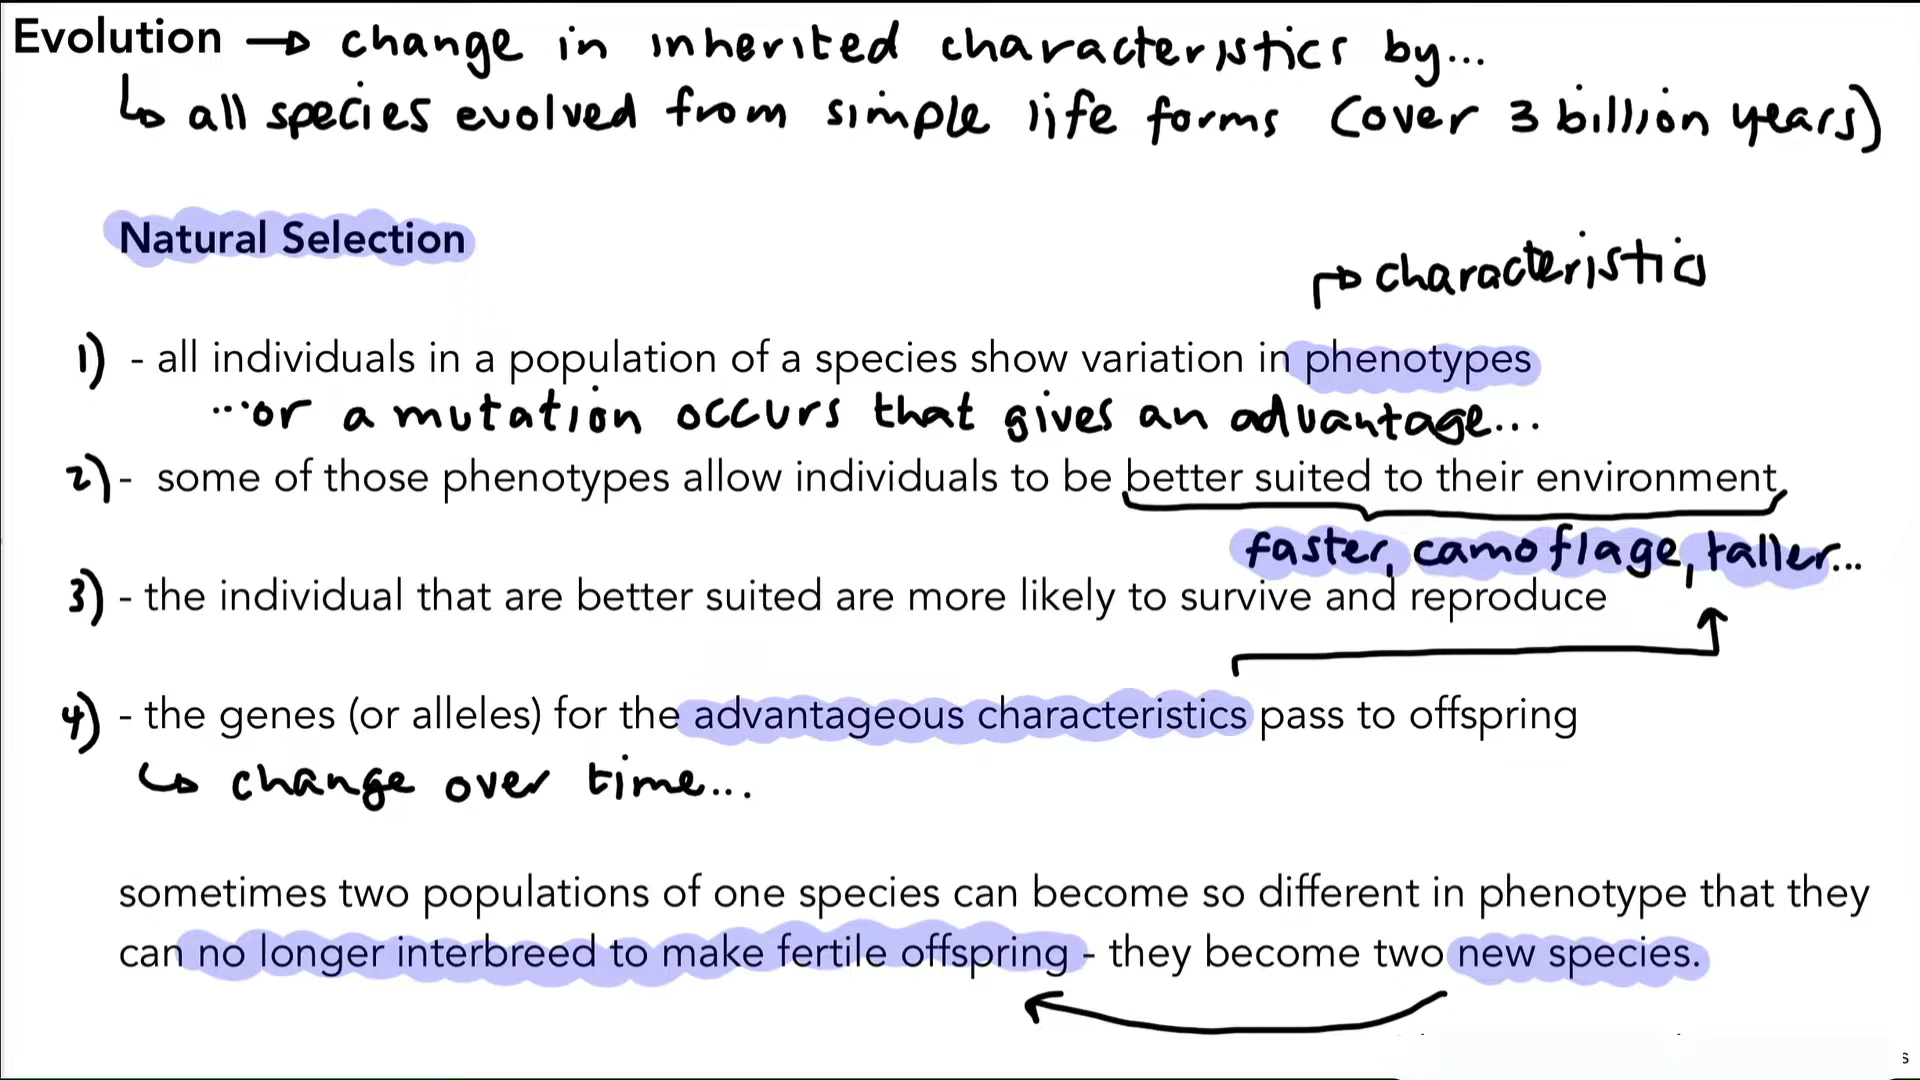 Evolution → change in inherited characteristics by...
↳ all species evolved from simple life forms (over 3 billion years)
Natural Selection
↱ characteristics
1) - all individuals in a population of a species show variation in phenotypes
...or a mutation occurs that gives an advantage...
2) - some of those phenotypes allow individuals to be better suited to their environment
faster, camoflage, taller...
3) - the individual that are better suited are more likely to survive and reproduce
4) - the genes (or alleles) for the advantageous characteristics pass to offspring
↳ change over time...
sometimes two populations of one species can become so different in phenotype that they
can no longer interbreed to make fertile offspring - they become two new species.
s